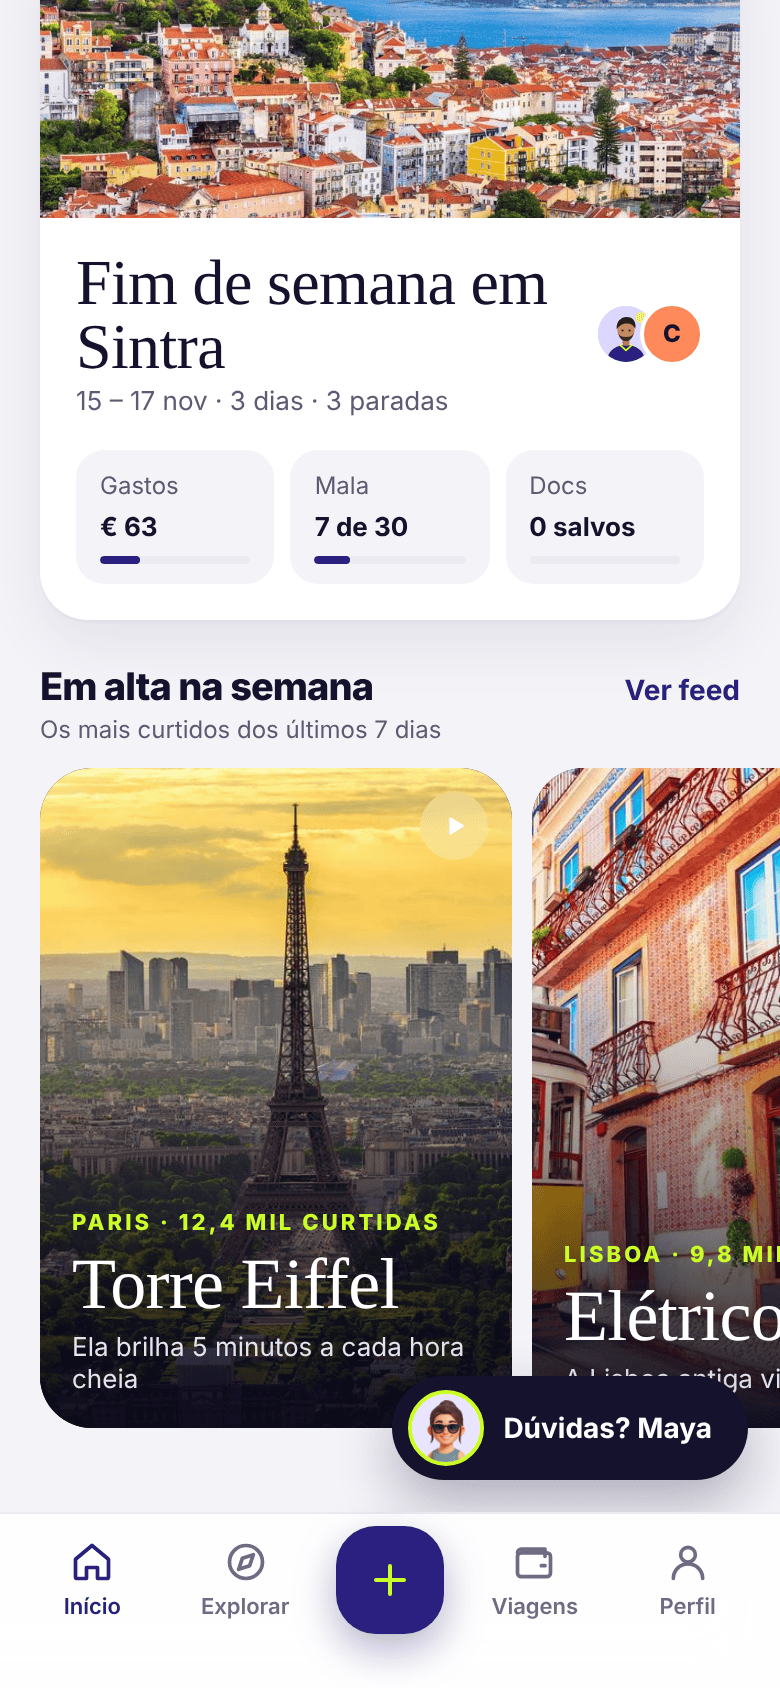 Fim de semana em
Sintra
C
15 – 17 nov · 3 dias · 3 paradas
Gastos
€ 63
Mala
7 de 30
Docs
0 salvos
Em alta na semana
Ver feed
Os mais curtidos dos últimos 7 dias
PARIS · 12,4 MIL CURTIDAS
Torre Eiffel
Ela brilha 5 minutos a cada hora
cheia
LISBOA · 9,8
Elétrico
A Lisboa antiga
Dúvidas? Maya
Início
Explorar
Viagens
Perfil